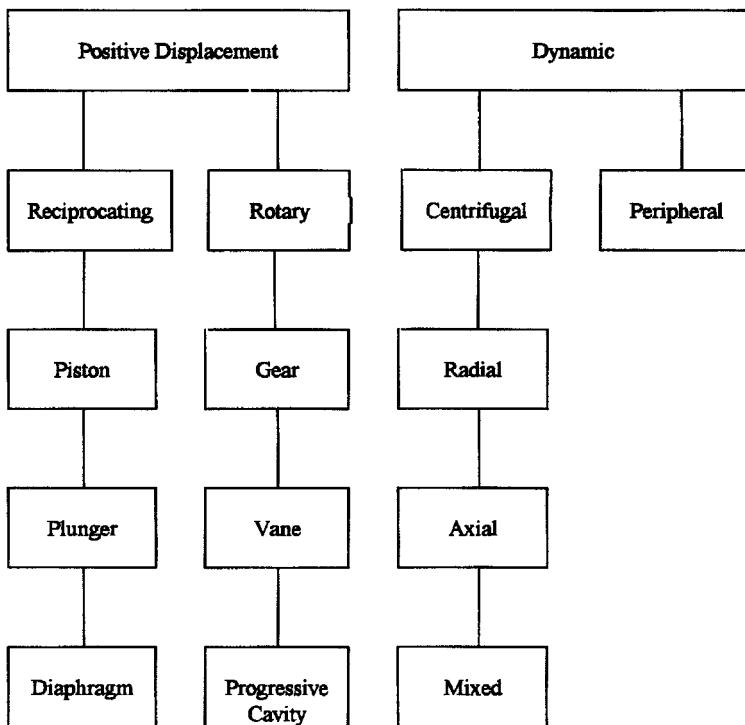 Positive Displacement
Dynamic
Reciprocating
Rotary
Centrifugal
Peripheral
Piston
Gear
Radial
Plunger
Vane
Axial
Diaphragm
Progressive
Cavity
Mixed